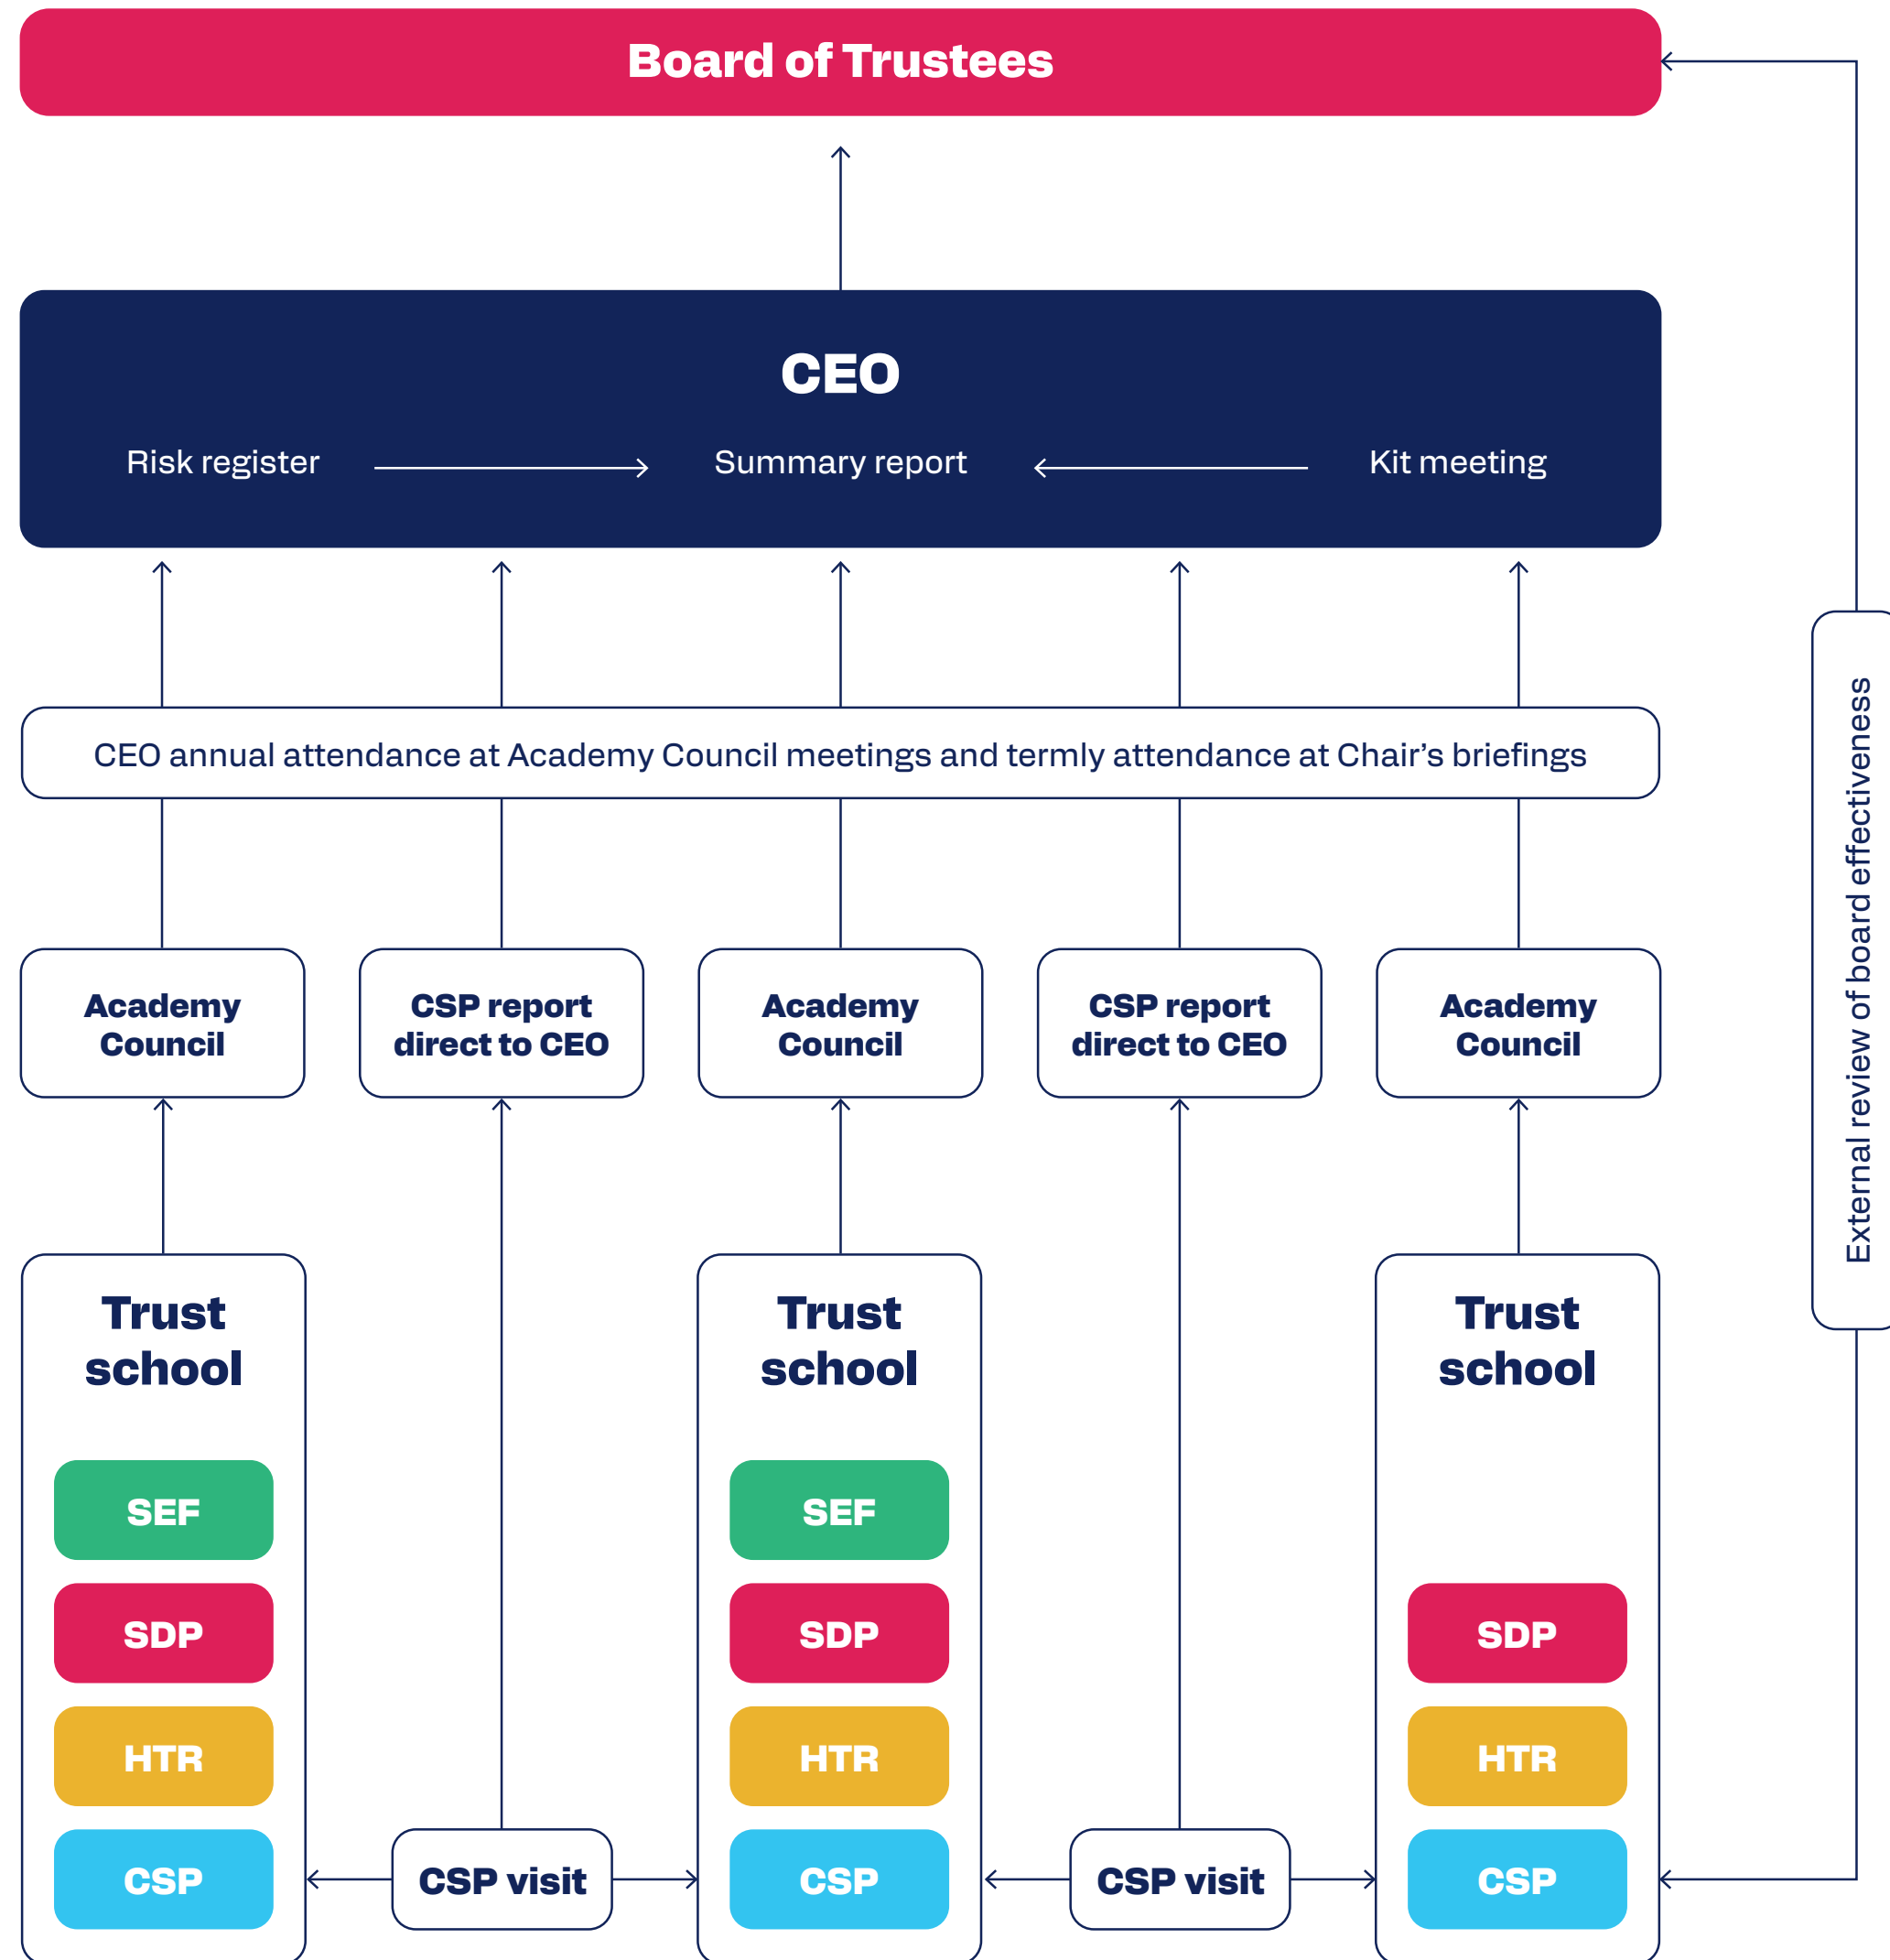 Board of Trustees
CEO
Risk register
Summary report
Kit meeting
CEO annual attendance at Academy Council meetings and termly attendance at Chair’s briefings
External review of board effectiveness
Academy
Council
CSP report
direct to CEO
Academy
Council
CSP report
direct to CEO
Academy
Council
Trust
school
SEF
SDP
HTR
CSP
CSP visit
Trust
school
SEF
SDP
HTR
CSP
CSP visit
Trust
school
SDP
HTR
CSP